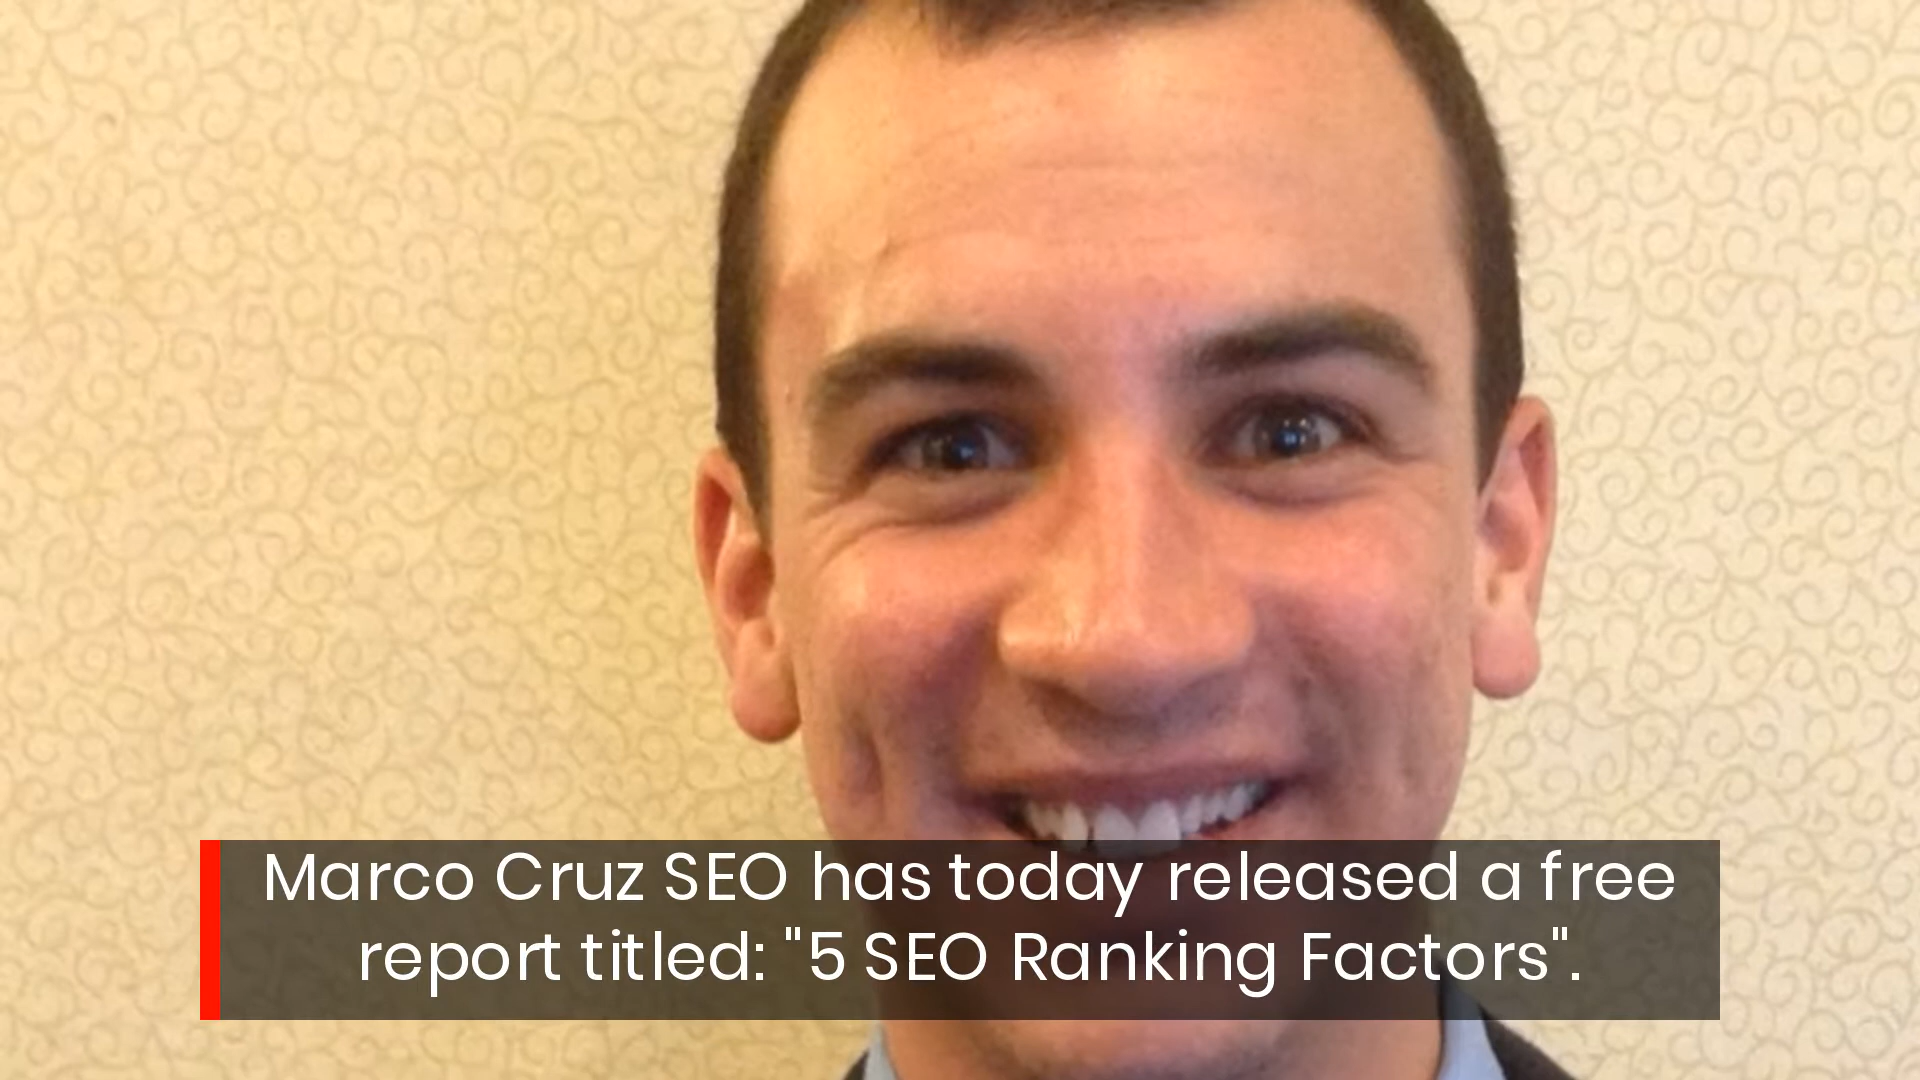 Marco Cruz SEO has today released a free
report titled: "5 SEO Ranking Factors".